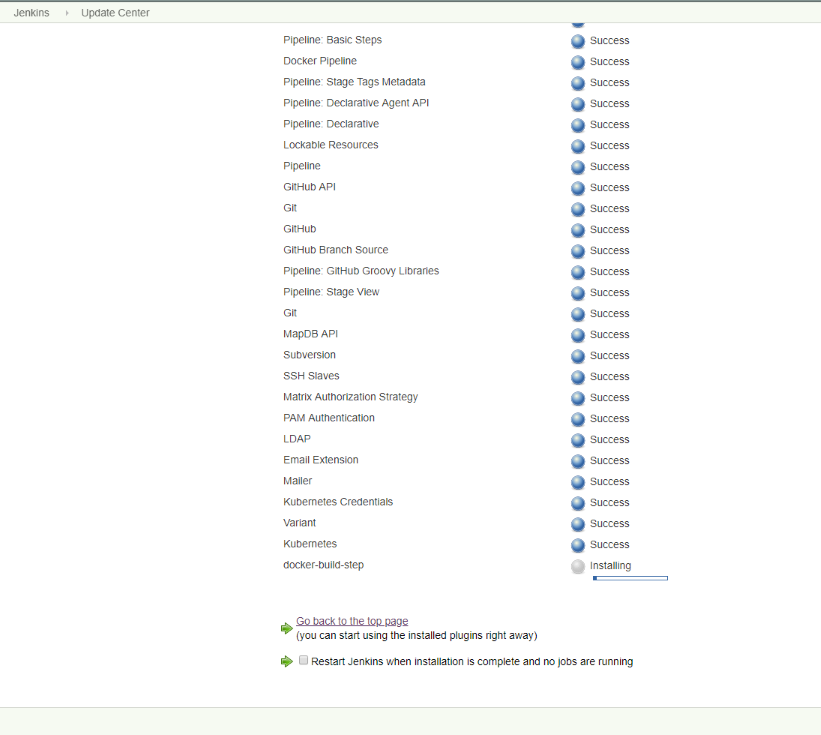 Jenkins Update Center
Pipeline: Basic Steps Success
Docker Pipeline Success
Pipeline: Stage Tags Metadata Success
Pipeline: Declarative Agent API Success
Pipeline: Declarative Success
Lockable Resources Success
Pipeline Success
GitHub API Success
Git Success
GitHub Success
GitHub Branch Source Success
Pipeline: GitHub Groovy Libraries Success
Pipeline: Stage View Success
Git Success
MapDB API Success
Subversion Success
SSH Slaves Success
Matrix Authorization Strategy Success
PAM Authentication Success
LDAP Success
Email Extension Success
Mailer Success
Kubernetes Credentials Success
Variant Success
Kubernetes Success
docker-build-step Installing
Go back to the top page
(you can start using the installed plugins right away)
Restart Jenkins when installation is complete and no jobs are running